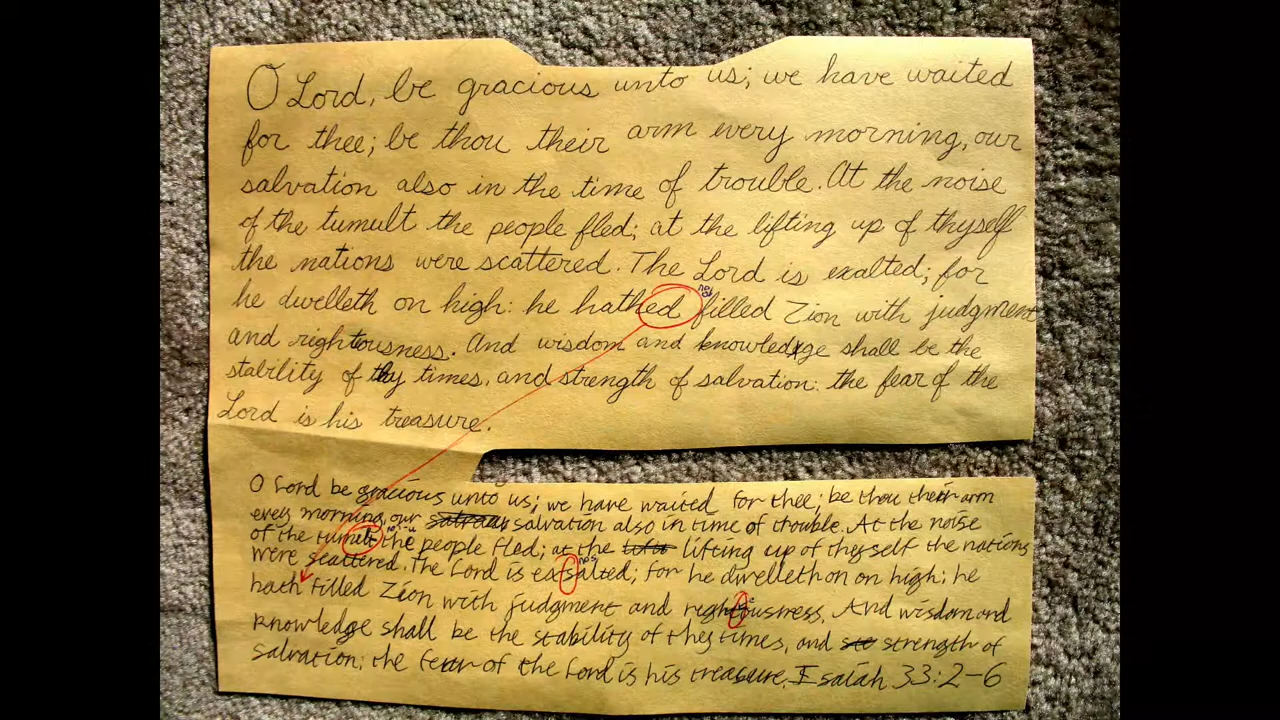 O Lord, be gracious unto us; we have waited
for thee; be thou their arm every morning, our
salvation also in the time of trouble. At the noise
of the tumult the people fled; at the lifting up of thyself
the nations were scattered. The Lord is exalted; for
he dwelleth on high: he hathed filled Zion with judgment
and rightousness. And wisdom and knowledge shall be the
stability of thy times, and strength of salvation: the fear of the
Lord is his treasure.
O Lord be gracious unto us; we have waited for thee; be thou their arm
every morning, our salvation also in time of trouble. At the noise
of the tumult the people fled; at the lifting up of theyself the nations
were scattered. The Lord is exsalted; for he dwelleth on on high; he
hath filled Zion with judgment and rightousness. And wisdom and
knowledge shall be the stability of they times, and strength of
salvation; the fear of the Lord is his treasure. Isaiah 33:2-6